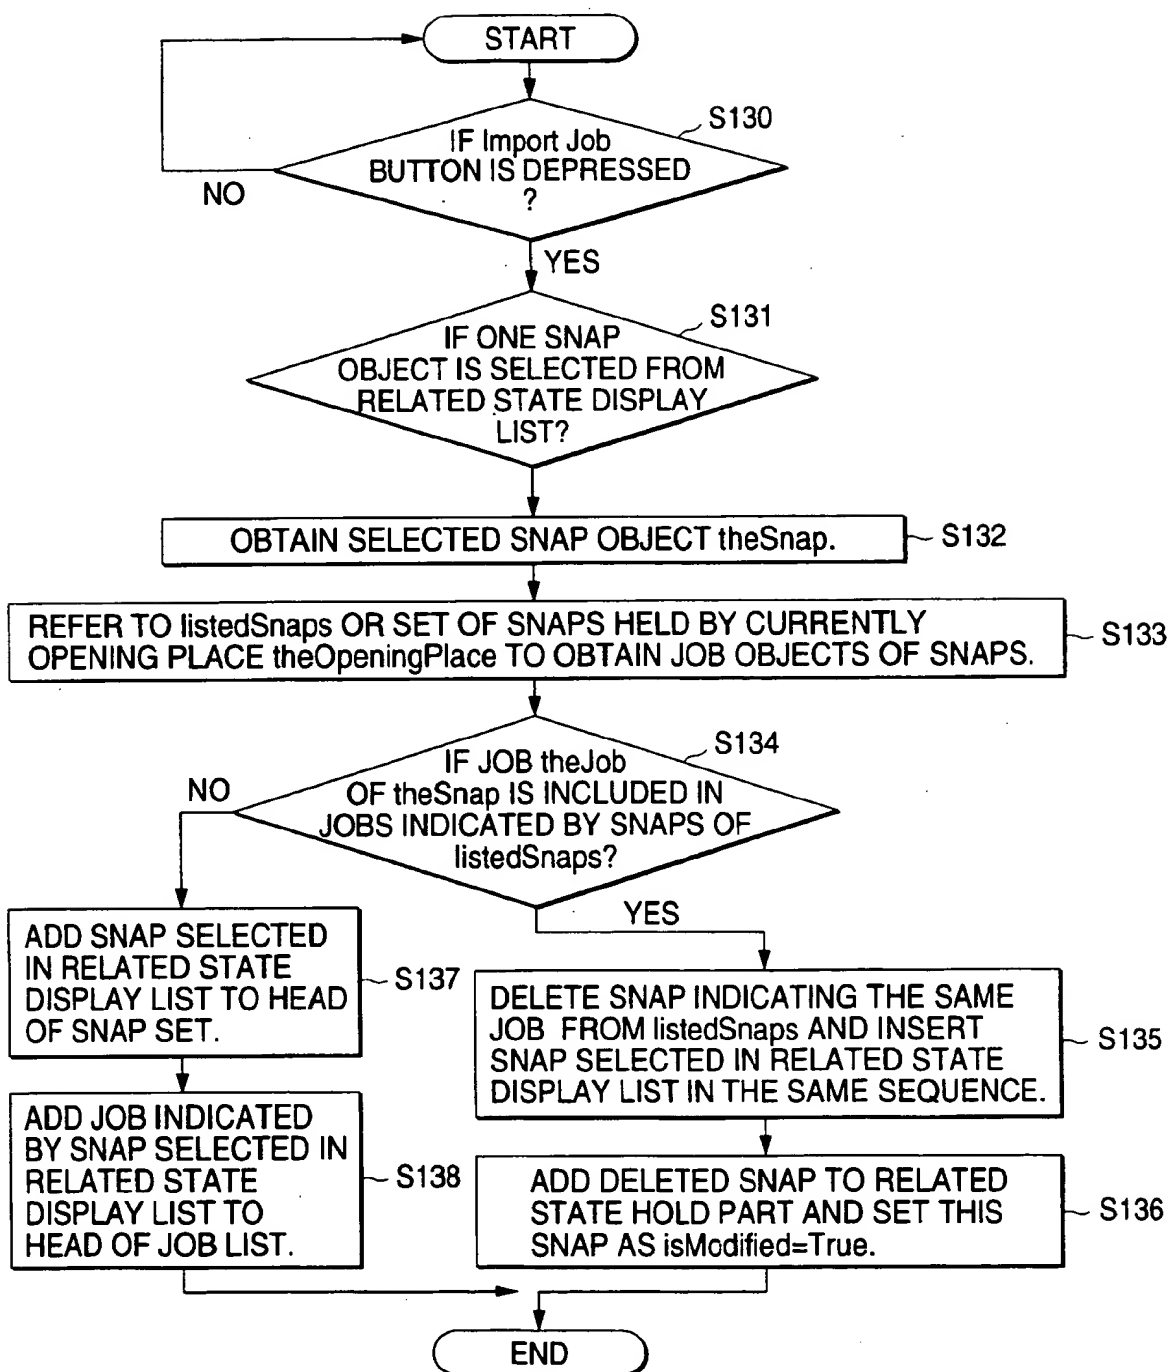 START
S130
IF Import Job
BUTTON IS DEPRESSED
?
NO
YES
S131
IF ONE SNAP
OBJECT IS SELECTED FROM
RELATED STATE DISPLAY
LIST?
OBTAIN SELECTED SNAP OBJECT theSnap.
S132
REFER TO listedSnaps OR SET OF SNAPS HELD BY CURRENTLY
OPENING PLACE theOpeningPlace TO OBTAIN JOB OBJECTS OF SNAPS.
S133
S134
IF JOB theJob
OF theSnap IS INCLUDED IN
JOBS INDICATED BY SNAPS OF
listedSnaps?
NO
YES
ADD SNAP SELECTED
IN RELATED STATE
DISPLAY LIST TO HEAD
OF SNAP SET.
S137
DELETE SNAP INDICATING THE SAME
JOB FROM listedSnaps AND INSERT
SNAP SELECTED IN RELATED STATE
DISPLAY LIST IN THE SAME SEQUENCE.
S135
ADD JOB INDICATED
BY SNAP SELECTED IN
RELATED STATE
DISPLAY LIST TO
HEAD OF JOB LIST.
S138
ADD DELETED SNAP TO RELATED
STATE HOLD PART AND SET THIS
SNAP AS isModified=True.
S136
END